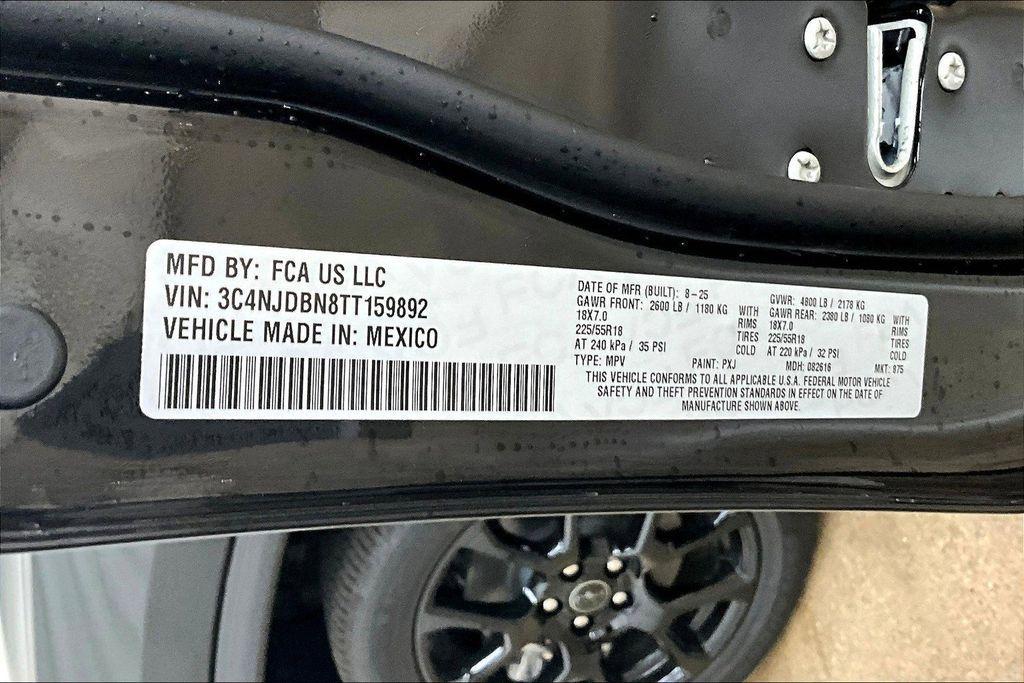 MFD BY: FCA US LLC
VIN: 3C4NJDBN8TT159892
VEHICLE MADE IN: MEXICO
DATE OF MFR (BUILT): 8-25
GVWR: 4800 LB / 2178 KG
GAWR FRONT: 2600 LB / 1180 KG WITH
18X7.0 RIMS
225/55R18 TIRES
AT 240 kPa / 35 PSI COLD
GAWR REAR: 2380 LB / 1080 KG WITH
18X7.0 RIMS
225/55R18 TIRES
AT 220 kPa / 32 PSI COLD
TYPE: MPV PAINT: PXJ MDH: 082616 MKT: 875
THIS VEHICLE CONFORMS TO ALL APPLICABLE U.S.A. FEDERAL MOTOR VEHICLE
SAFETY AND THEFT PREVENTION STANDARDS IN EFFECT ON THE DATE OF
MANUFACTURE SHOWN ABOVE.